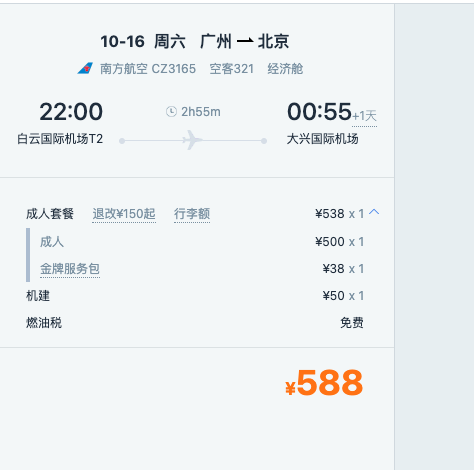 10-16 周六 广州 — 北京
南方航空 CZ3165 空客321 经济舱
22:00 2h55m 00:55+1天
白云国际机场T2 大兴国际机场
成人套餐 退改¥150起 行李额 ¥538 x 1
成人 ¥500 x 1
金牌服务包 ¥38 x 1
机建 ¥50 x 1
燃油税 免费
¥588